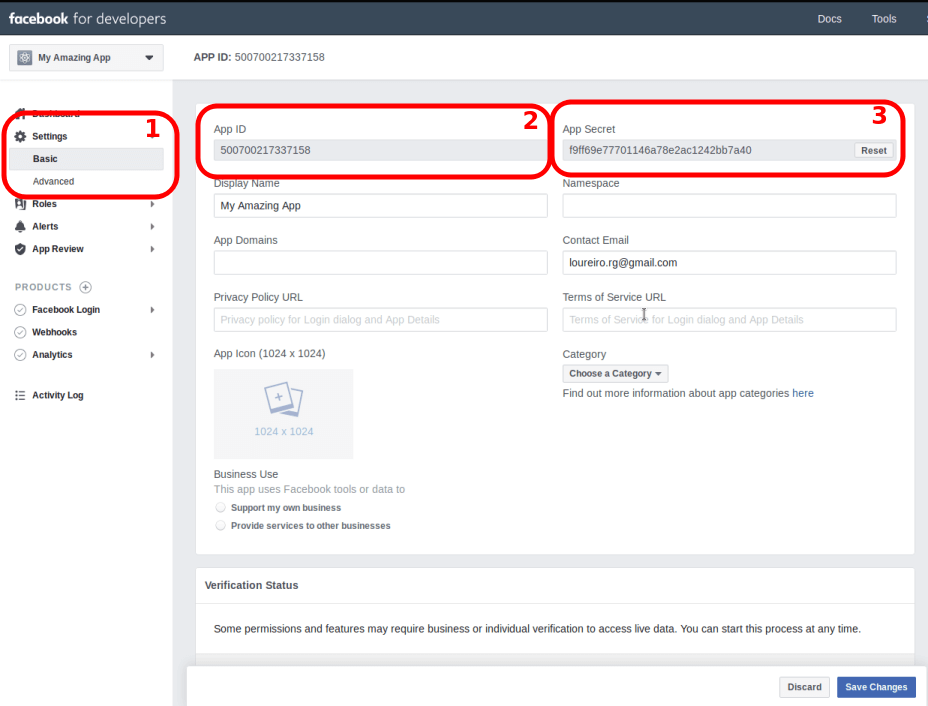 facebook for developers
Docs Tools
My Amazing App
APP ID: 500700217337158
Dashboard
1
Settings
Basic
Advanced
Roles
Alerts
App Review
PRODUCTS
Facebook Login
Webhooks
Analytics
Activity Log
2
App ID
500700217337158
3
App Secret
f9ff69e77701146a78e2ac1242bb7a40
Reset
Display Name
My Amazing App
Namespace
App Domains
Contact Email
loureiro.rg@gmail.com
Privacy Policy URL
Privacy policy for Login dialog and App Details
Terms of Service URL
Terms of Service for Login dialog and App Details
App Icon (1024 x 1024)
1024 x 1024
Category
Choose a Category
Find out more information about app categories here
Business Use
This app uses Facebook tools or data to
Support my own business
Provide services to other businesses
Verification Status
Some permissions and features may require business or individual verification to access live data. You can start this process at any time.
Discard
Save Changes